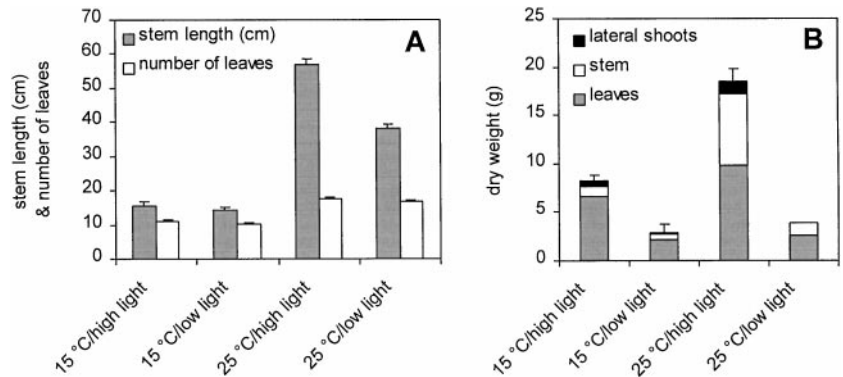 A
stem length (cm)
number of leaves
stem length (cm)
& number of leaves
70
60
50
40
30
20
10
0
15 °C/high light
15 °C/low light
25 °C/high light
25 °C/low light
B
lateral shoots
stem
leaves
dry weight (g)
25
20
15
10
5
0
15 °C/high light
15 °C/low light
25 °C/high light
25 °C/low light